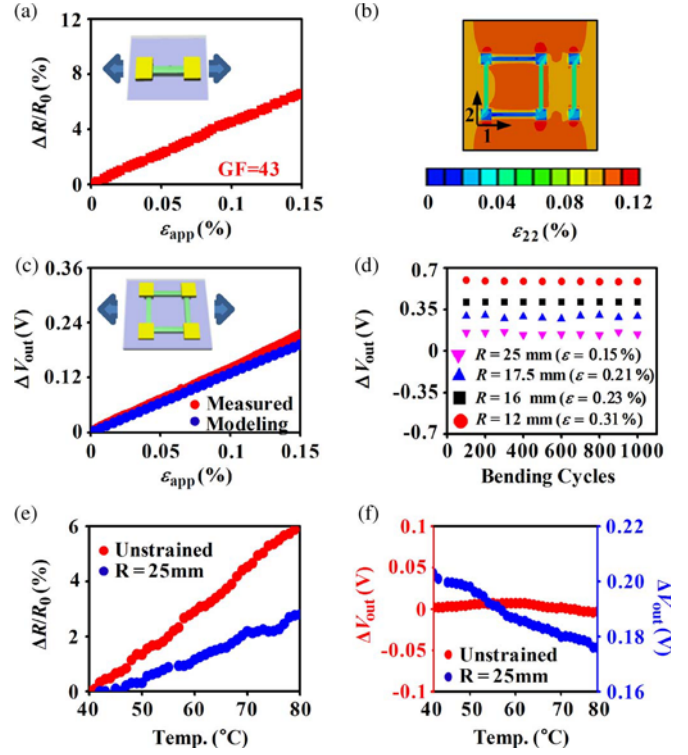 (a)
12
8
4
0
ΔR/R0 (%)
GF=43
0 0.05 0.10 0.15
εapp (%)
(b)
2
1
0 0.04 0.08 0.12
ε22 (%)
(c)
0.36
0.24
0.12
0
ΔVout (V)
Measured
Modeling
0 0.05 0.10 0.15
εapp (%)
(d)
0.7
0.35
0
-0.35
-0.7
ΔVout (V)
R = 25 mm (ε = 0.15%)
R = 17.5 mm (ε = 0.21%)
R = 16 mm (ε = 0.23%)
R = 12 mm (ε = 0.31%)
200 400 600 800 1000
Bending Cycles
(e)
6
4
2
0
ΔR/R0 (%)
Unstrained
R = 25mm
40 50 60 70 80
Temp. (°C)
(f)
0.1
0.05
0
-0.05
-0.1
ΔVout (V)
0.22
0.20
0.18
0.16
ΔVout (V)
Unstrained
R = 25mm
40 50 60 70 80
Temp. (°C)